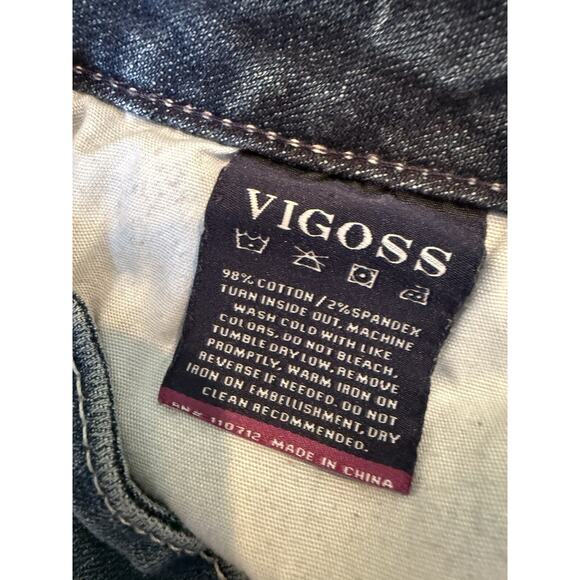 VIGOSS
98% COTTON/2% SPANDEX
TURN INSIDE OUT, MACHINE
WASH COLD WITH LIKE
COLORS, DO NOT BLEACH,
TUMBLE DRY LOW, REMOVE
PROMPTLY, WARM IRON ON
REVERSE IF NEEDED. DO NOT
IRON ON EMBELLISHMENT, DRY
CLEAN RECOMMENDED.
RN# 110712 MADE IN CHINA